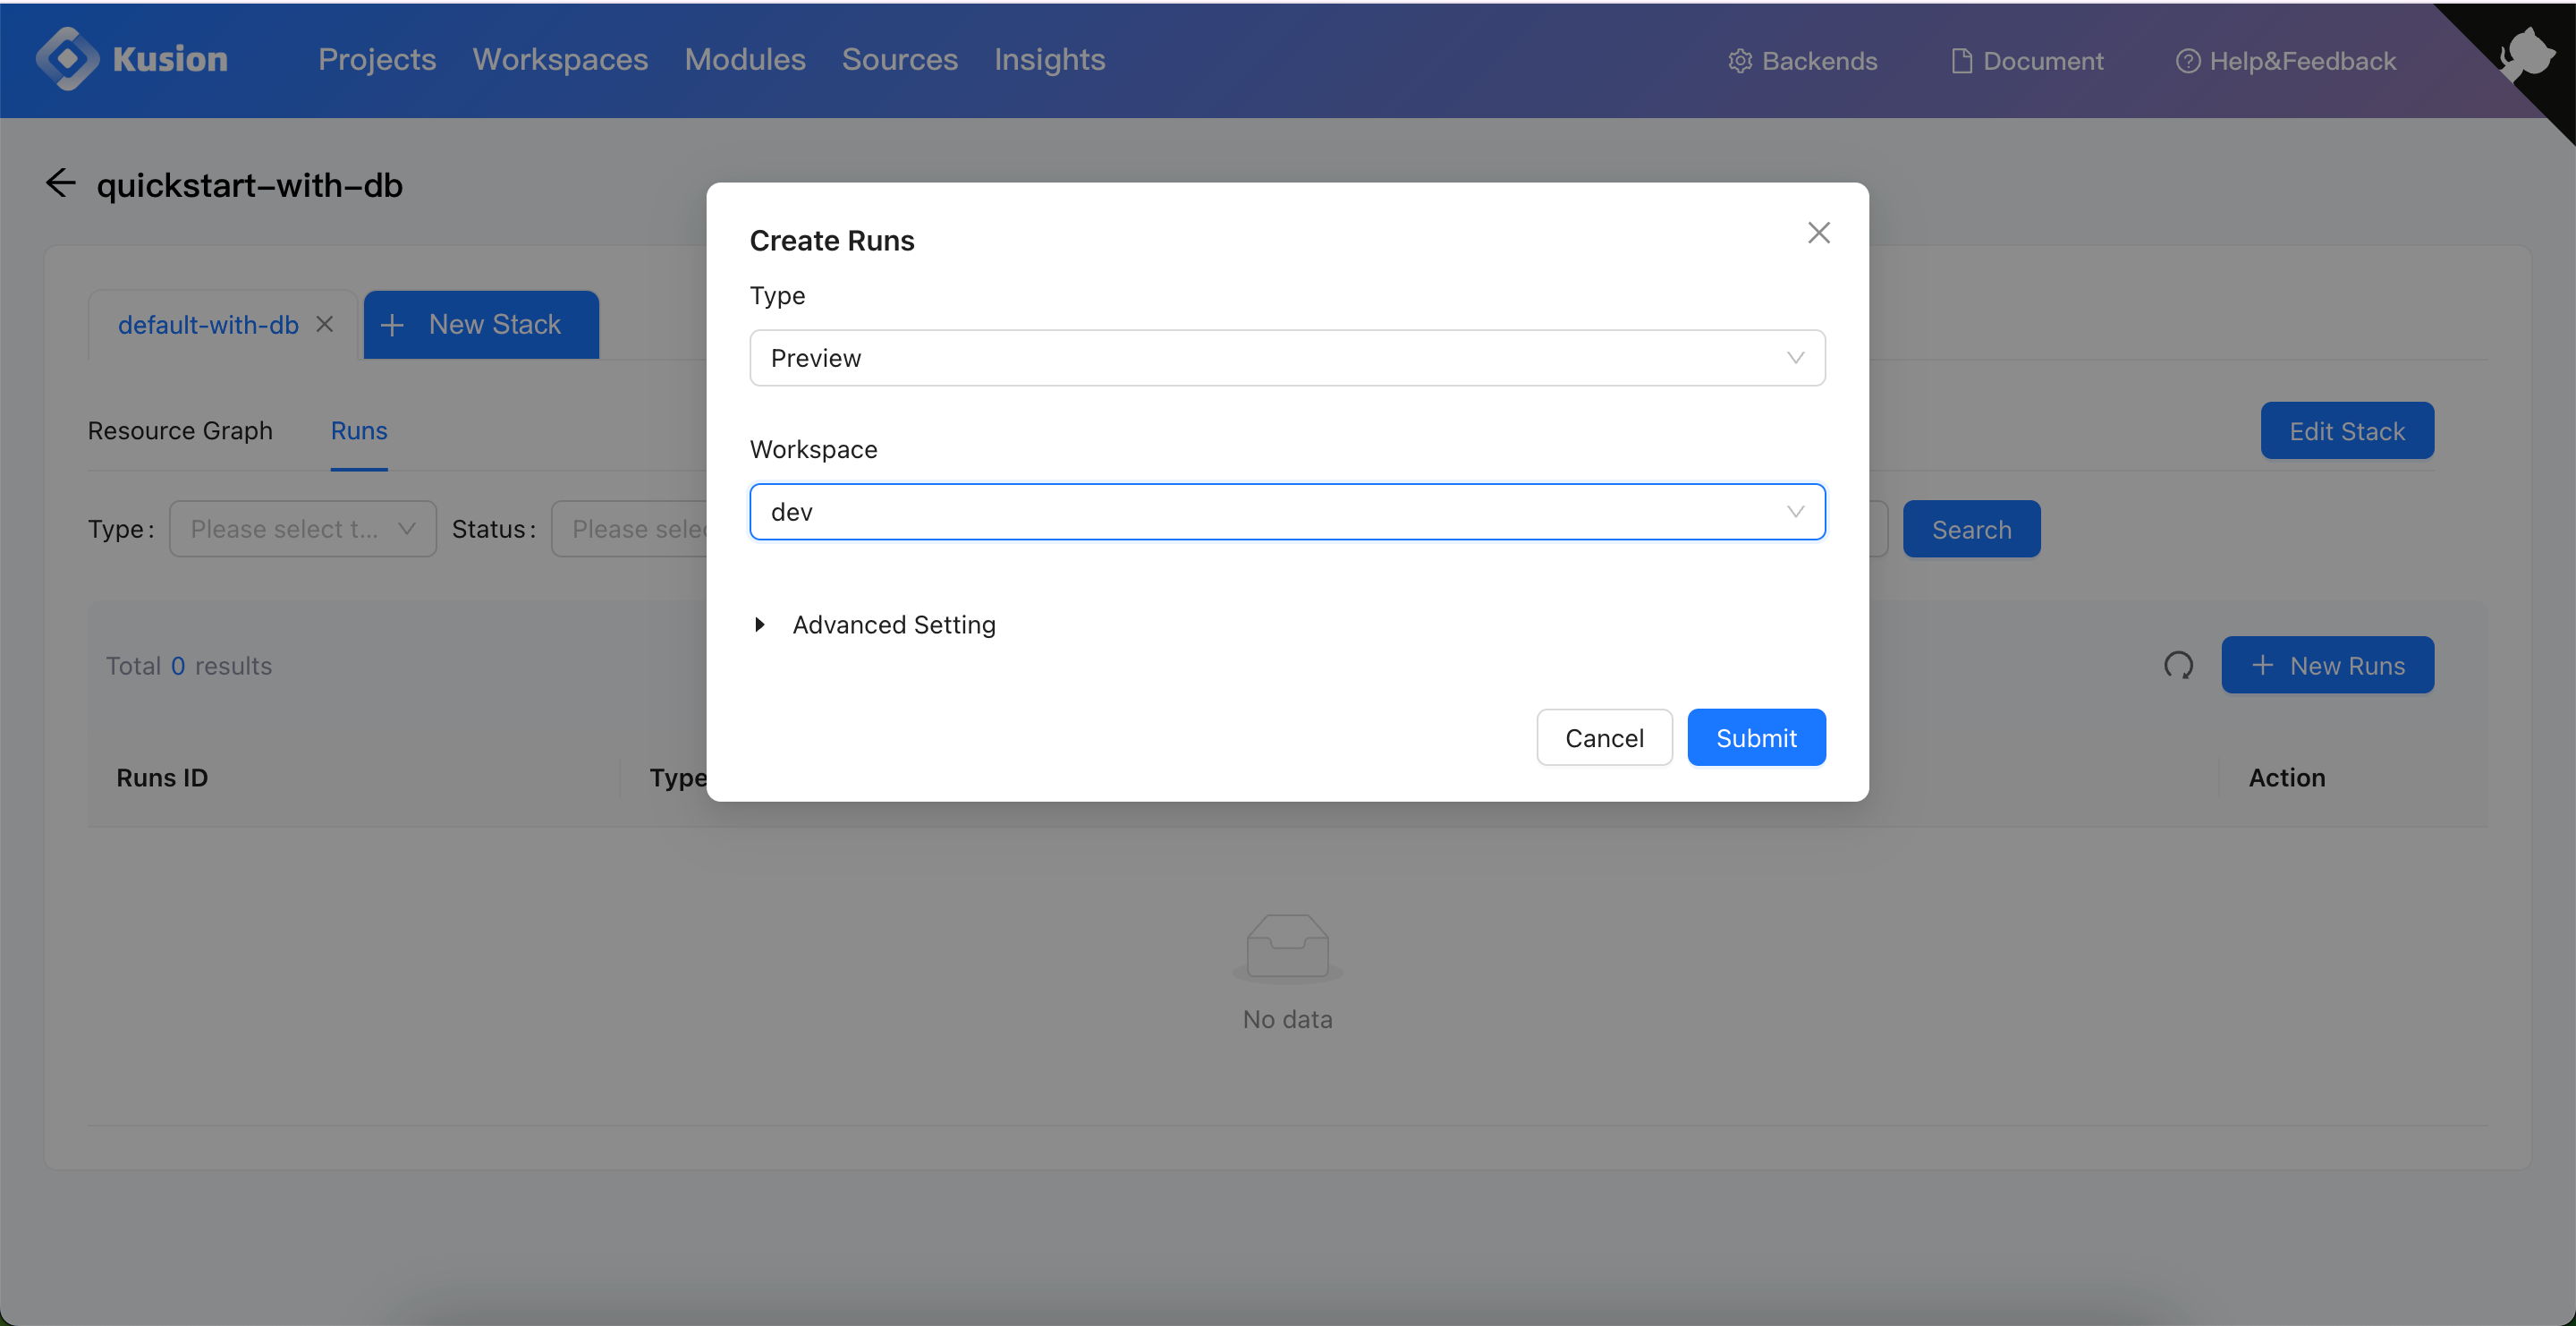 Kusion Projects Workspaces Modules Sources Insights Backends Document Help&Feedback
quickstart-with-db
Create Runs
Type
default-with-db New Stack
Preview
Resource Graph Runs Edit Stack
Workspace
dev
Type : Please select t... Status : Please selec Search
Advanced Setting
Total 0 results New Runs
Cancel Submit
Runs ID Type Action
No data